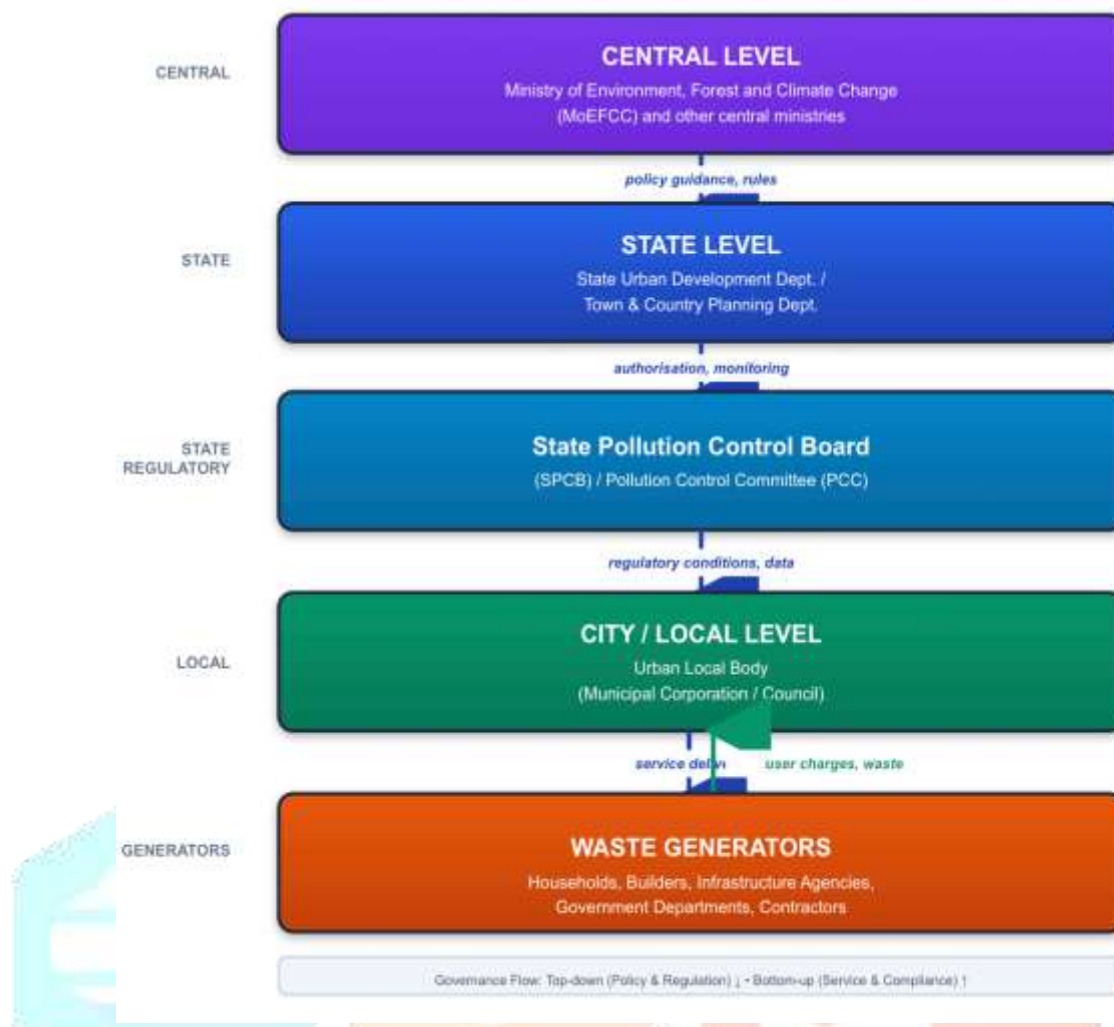 CENTRAL
CENTRAL LEVEL
Ministry of Environment, Forest and Climate Change
(MoEFCC) and other central ministries
policy guidance, rules
STATE
STATE LEVEL
State Urban Development Dept. /
Town & Country Planning Dept.
authorisation, monitoring
STATE
REGULATORY
State Pollution Control Board
(SPCB) / Pollution Control Committee (PCC)
regulatory conditions, data
LOCAL
CITY / LOCAL LEVEL
Urban Local Body
(Municipal Corporation / Council)
service user charges, waste
GENERATORS
WASTE GENERATORS
Households, Builders, Infrastructure Agencies,
Government Departments, Contractors
Governance Flow: Top-down (Policy & Regulation) ↓ • Bottom-up (Service & Compliance) ↑